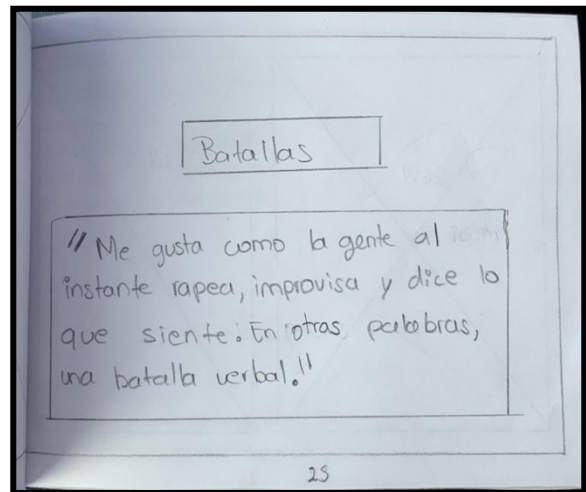 Batallas
"Me gusta como la gente al
instante rapea, improvisa y dice lo
que siente. En otras palabras,
una batalla verbal."
25